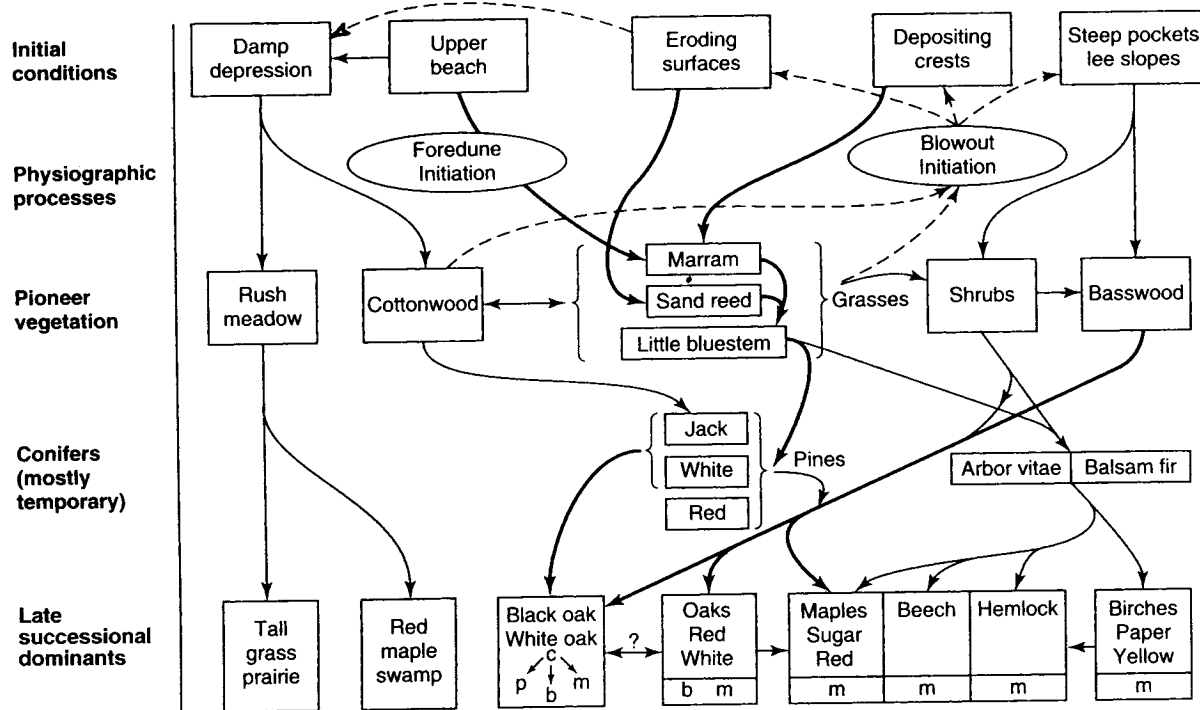 Initial
conditions
Damp
depression
Upper
beach
Eroding
surfaces
Depositing
crests
Steep pockets
lee slopes
Physiographic
processes
Foredune
Initiation
Blowout
Initiation
Pioneer
vegetation
Rush
meadow
Cottonwood
Marram
Sand reed
Little bluestem
Grasses
Shrubs
Basswood
Conifers
(mostly
temporary)
Jack
White
Red
Pines
Arbor vitae
Balsam fir
Late
successional
dominants
Tall
grass
prairie
Red
maple
swamp
Black oak
White oak
c
p
b
m
?
Oaks
Red
White
b m
Maples
Sugar
Red
m
Beech
m
Hemlock
m
Birches
Paper
Yellow
m